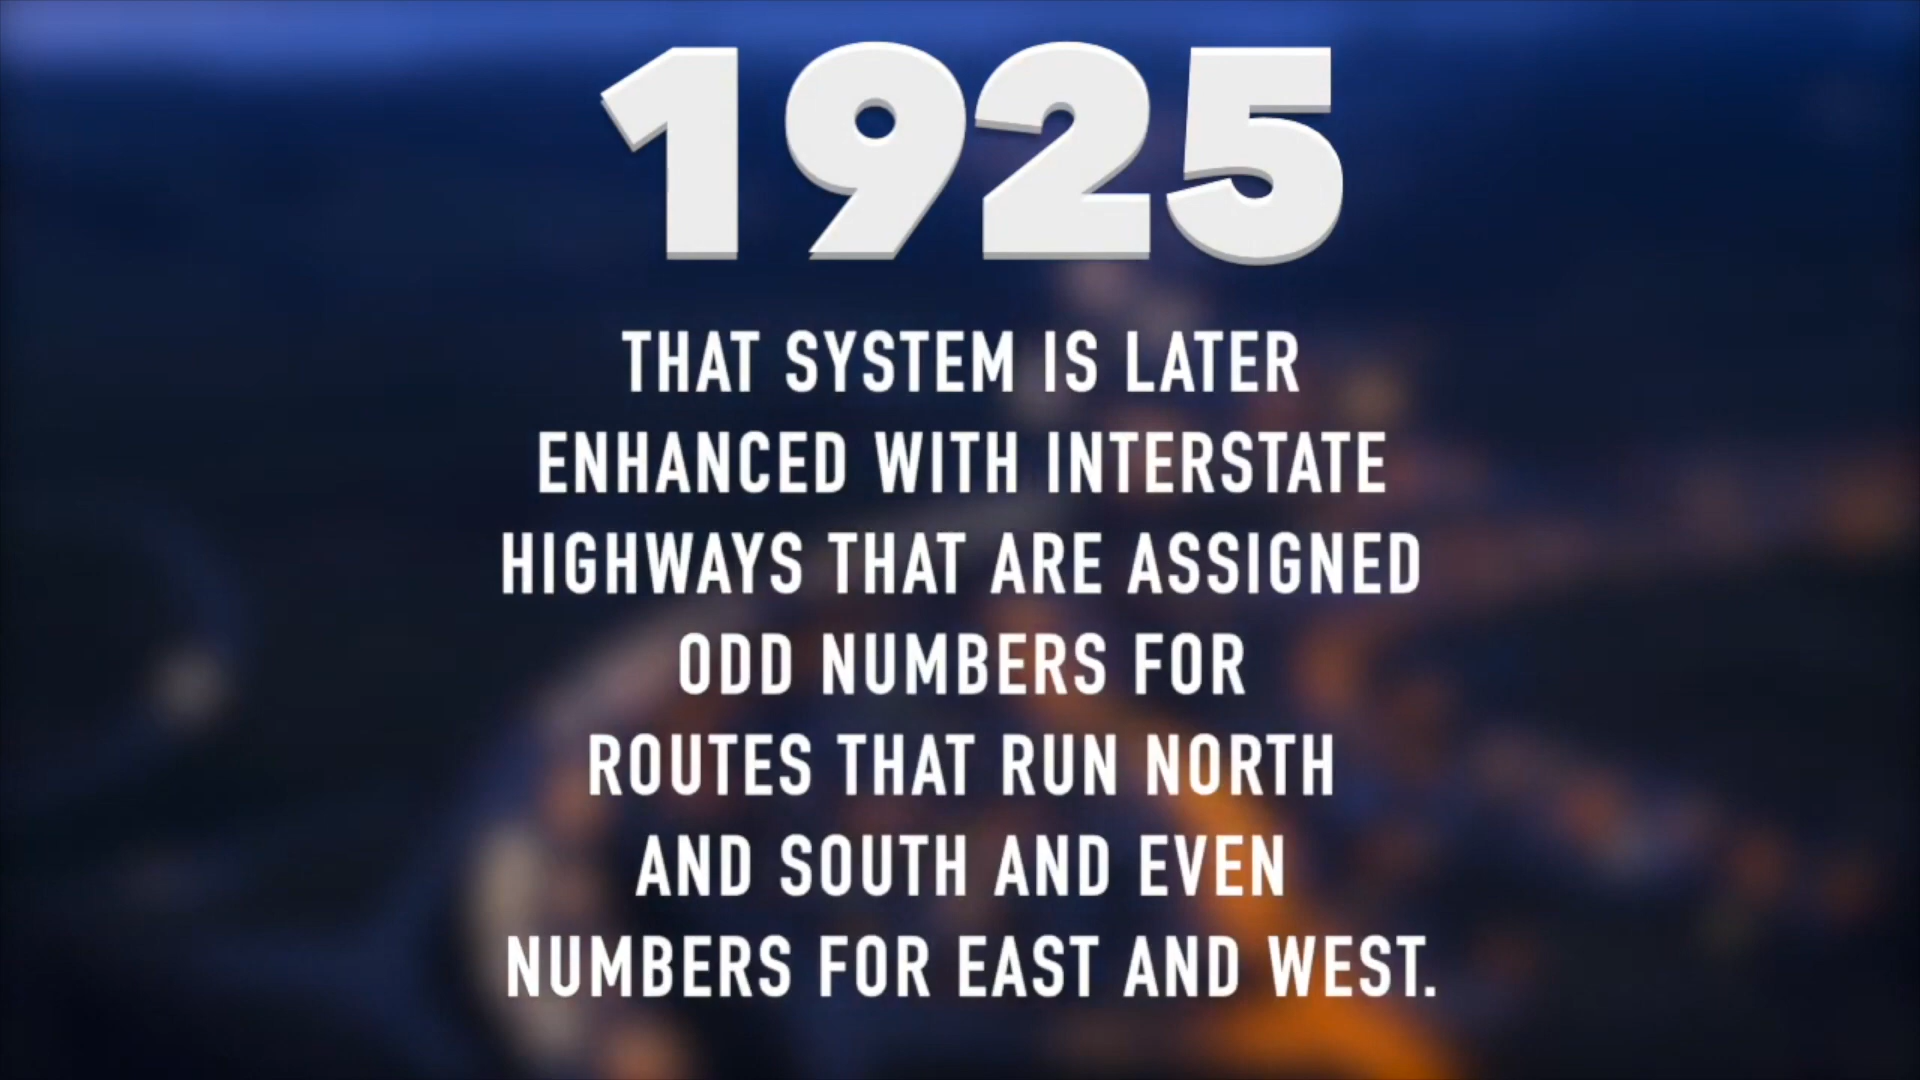 1925
THAT SYSTEM IS LATER
ENHANCED WITH INTERSTATE
HIGHWAYS THAT ARE ASSIGNED
ODD NUMBERS FOR
ROUTES THAT RUN NORTH
AND SOUTH AND EVEN
NUMBERS FOR EAST AND WEST.